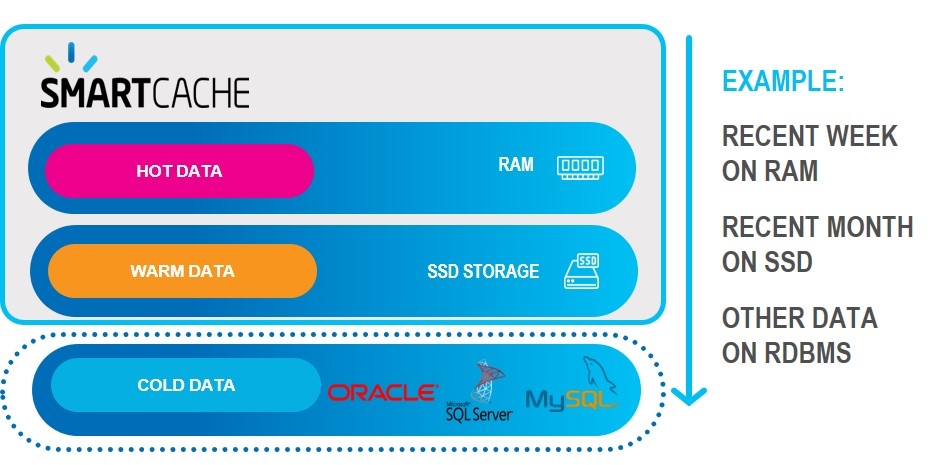 SMARTCACHE
HOT DATA
RAM
WARM DATA
SSD STORAGE
SSD
COLD DATA
ORACLE®
Microsoft
SQL Server
MySQL
EXAMPLE:
RECENT WEEK
ON RAM
RECENT MONTH
ON SSD
OTHER DATA
ON RDBMS